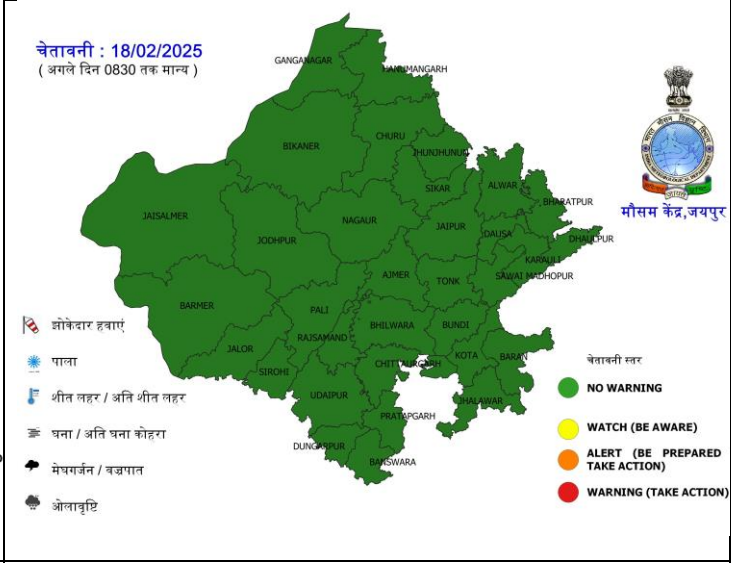 चेतावनी : 18/02/2025
( अगले दिन 0830 तक मान्य )
GANGANAGAR
HANUMANGARH
BIKANER
CHURU
JHUNJHUNUN
SIKAR
ALWAR
BHARATPUR
JAISALMER
JODHPUR
NAGAUR
JAIPUR
DAUSA
DHAULPUR
KARAULI
SAWAI MADHOPUR
AJMER
TONK
BARMER
PALI
JALOR
RAJSAMAND
BHILWARA
BUNDI
SIROHI
CHITTAURGARH
KOTA
BARAN
UDAIPUR
JHALAWAR
PRATAPGARH
DUNGARPUR
BANSWARA
मौसम केंद्र,जयपुर
झोकेदार हवाएं
पाला
शीत लहर / अति शीत लहर
घना / अति घना कोहरा
मेघगर्जन / वज्रपात
ओलावृष्टि
चेतावनी स्तर
NO WARNING
WATCH (BE AWARE)
ALERT (BE PREPARED
TAKE ACTION)
WARNING (TAKE ACTION)